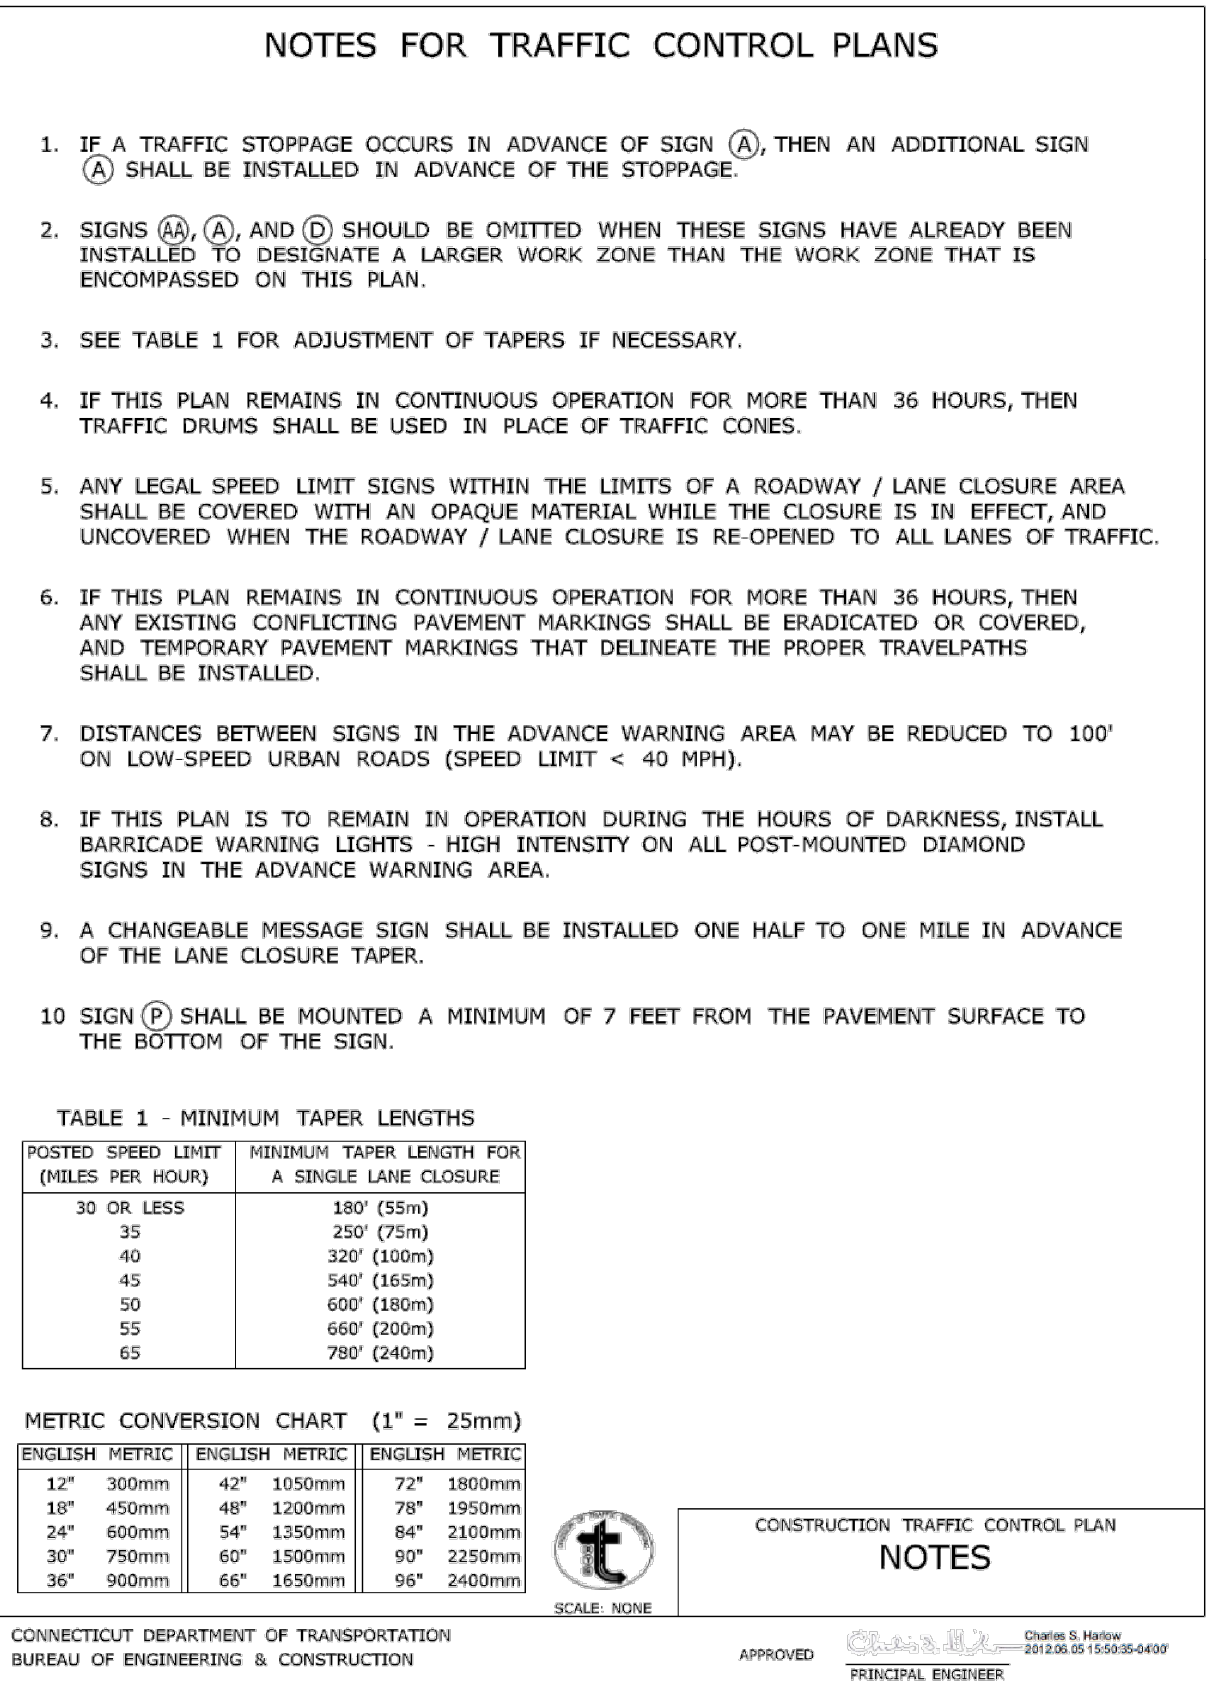 NOTES FOR TRAFFIC CONTROL PLANS
1. IF A TRAFFIC STOPPAGE OCCURS IN ADVANCE OF SIGN A, THEN AN ADDITIONAL SIGN
A SHALL BE INSTALLED IN ADVANCE OF THE STOPPAGE.
2. SIGNS AA, A, AND D SHOULD BE OMITTED WHEN THESE SIGNS HAVE ALREADY BEEN
INSTALLED TO DESIGNATE A LARGER WORK ZONE THAN THE WORK ZONE THAT IS
ENCOMPASSED ON THIS PLAN.
3. SEE TABLE 1 FOR ADJUSTMENT OF TAPERS IF NECESSARY.
4. IF THIS PLAN REMAINS IN CONTINUOUS OPERATION FOR MORE THAN 36 HOURS, THEN
TRAFFIC DRUMS SHALL BE USED IN PLACE OF TRAFFIC CONES.
5. ANY LEGAL SPEED LIMIT SIGNS WITHIN THE LIMITS OF A ROADWAY / LANE CLOSURE AREA
SHALL BE COVERED WITH AN OPAQUE MATERIAL WHILE THE CLOSURE IS IN EFFECT, AND
UNCOVERED WHEN THE ROADWAY / LANE CLOSURE IS RE-OPENED TO ALL LANES OF TRAFFIC.
6. IF THIS PLAN REMAINS IN CONTINUOUS OPERATION FOR MORE THAN 36 HOURS, THEN
ANY EXISTING CONFLICTING PAVEMENT MARKINGS SHALL BE ERADICATED OR COVERED,
AND TEMPORARY PAVEMENT MARKINGS THAT DELINEATE THE PROPER TRAVELPATHS
SHALL BE INSTALLED.
7. DISTANCES BETWEEN SIGNS IN THE ADVANCE WARNING AREA MAY BE REDUCED TO 100'
ON LOW-SPEED URBAN ROADS (SPEED LIMIT < 40 MPH).
8. IF THIS PLAN IS TO REMAIN IN OPERATION DURING THE HOURS OF DARKNESS, INSTALL
BARRICADE WARNING LIGHTS - HIGH INTENSITY ON ALL POST-MOUNTED DIAMOND
SIGNS IN THE ADVANCE WARNING AREA.
9. A CHANGEABLE MESSAGE SIGN SHALL BE INSTALLED ONE HALF TO ONE MILE IN ADVANCE
OF THE LANE CLOSURE TAPER.
10 SIGN P SHALL BE MOUNTED A MINIMUM OF 7 FEET FROM THE PAVEMENT SURFACE TO
THE BOTTOM OF THE SIGN.
TABLE 1 - MINIMUM TAPER LENGTHS
POSTED SPEED LIMIT MINIMUM TAPER LENGTH FOR
(MILES PER HOUR) A SINGLE LANE CLOSURE
30 OR LESS 180' (55m)
35 250' (75m)
40 320' (100m)
45 540' (165m)
50 600' (180m)
55 660' (200m)
65 780' (240m)
METRIC CONVERSION CHART (1" = 25mm)
ENGLISH METRIC ENGLISH METRIC ENGLISH METRIC
12" 300mm 42" 1050mm 72" 1800mm
18" 450mm 48" 1200mm 78" 1950mm
24" 600mm 54" 1350mm 84" 2100mm
30" 750mm 60" 1500mm 90" 2250mm
36" 900mm 66" 1650mm 96" 2400mm
SCALE: NONE
CONSTRUCTION TRAFFIC CONTROL PLAN
NOTES
CONNECTICUT DEPARTMENT OF TRANSPORTATION
BUREAU OF ENGINEERING & CONSTRUCTION
APPROVED
Charles S. Harlow
2012.06.05 15:50:35-04'00'
PRINCIPAL ENGINEER